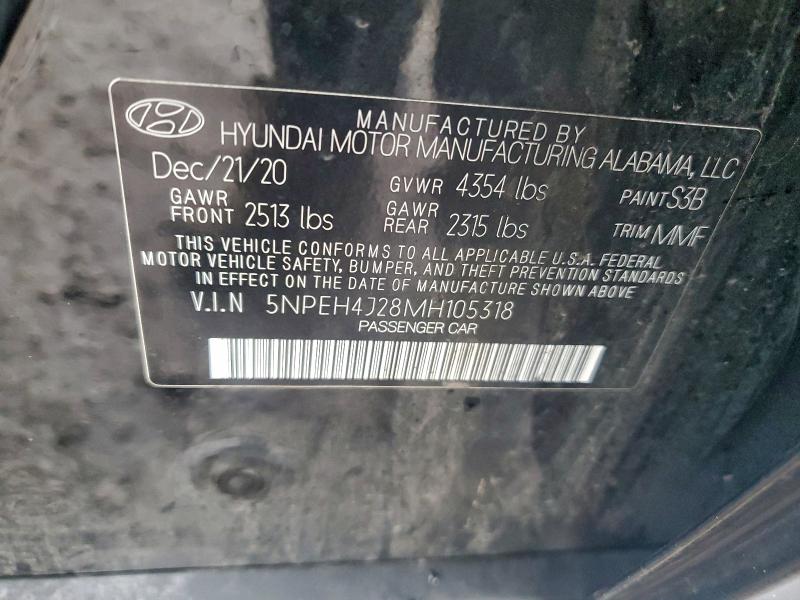 MANUFACTURED BY
HYUNDAI MOTOR MANUFACTURING ALABAMA, LLC
Dec/21/20 GVWR 4354 lbs PAINT S3B
GAWR FRONT 2513 lbs GAWR REAR 2315 lbs TRIM MMF
THIS VEHICLE CONFORMS TO ALL APPLICABLE U.S.A. FEDERAL
MOTOR VEHICLE SAFETY, BUMPER, AND THEFT PREVENTION STANDARDS
IN EFFECT ON THE DATE OF MANUFACTURE SHOWN ABOVE
V.I.N 5NPEH4J28MH105318
PASSENGER CAR